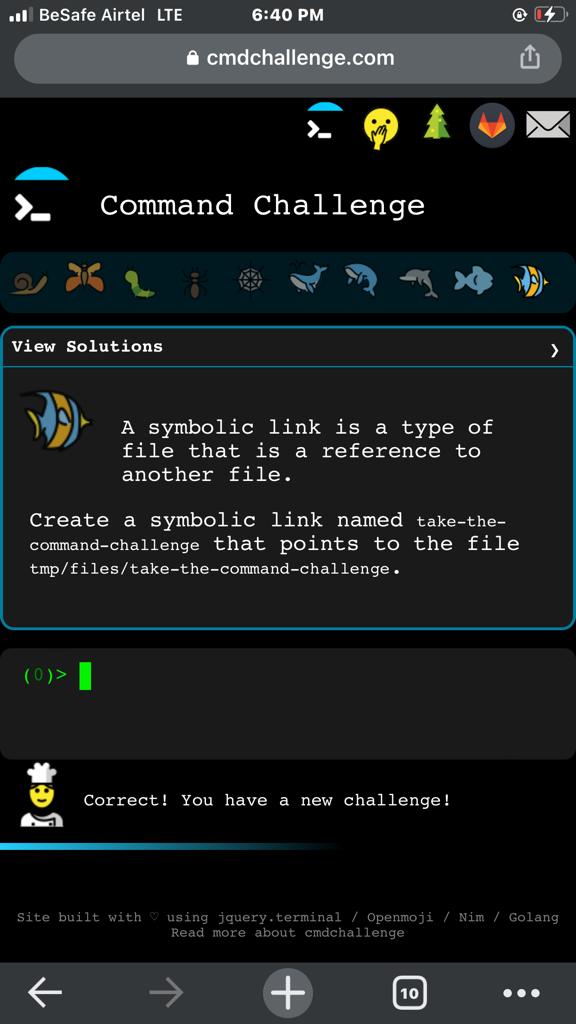 BeSafe Airtel LTE 6:40 PM
cmdchallenge.com
Command Challenge
View Solutions
A symbolic link is a type of
file that is a reference to
another file.
Create a symbolic link named take-the-
command-challenge that points to the file
tmp/files/take-the-command-challenge.
(0)>
Correct! You have a new challenge!
Site built with ♡ using jquery.terminal / Openmoji / Nim / Golang
Read more about cmdchallenge
10